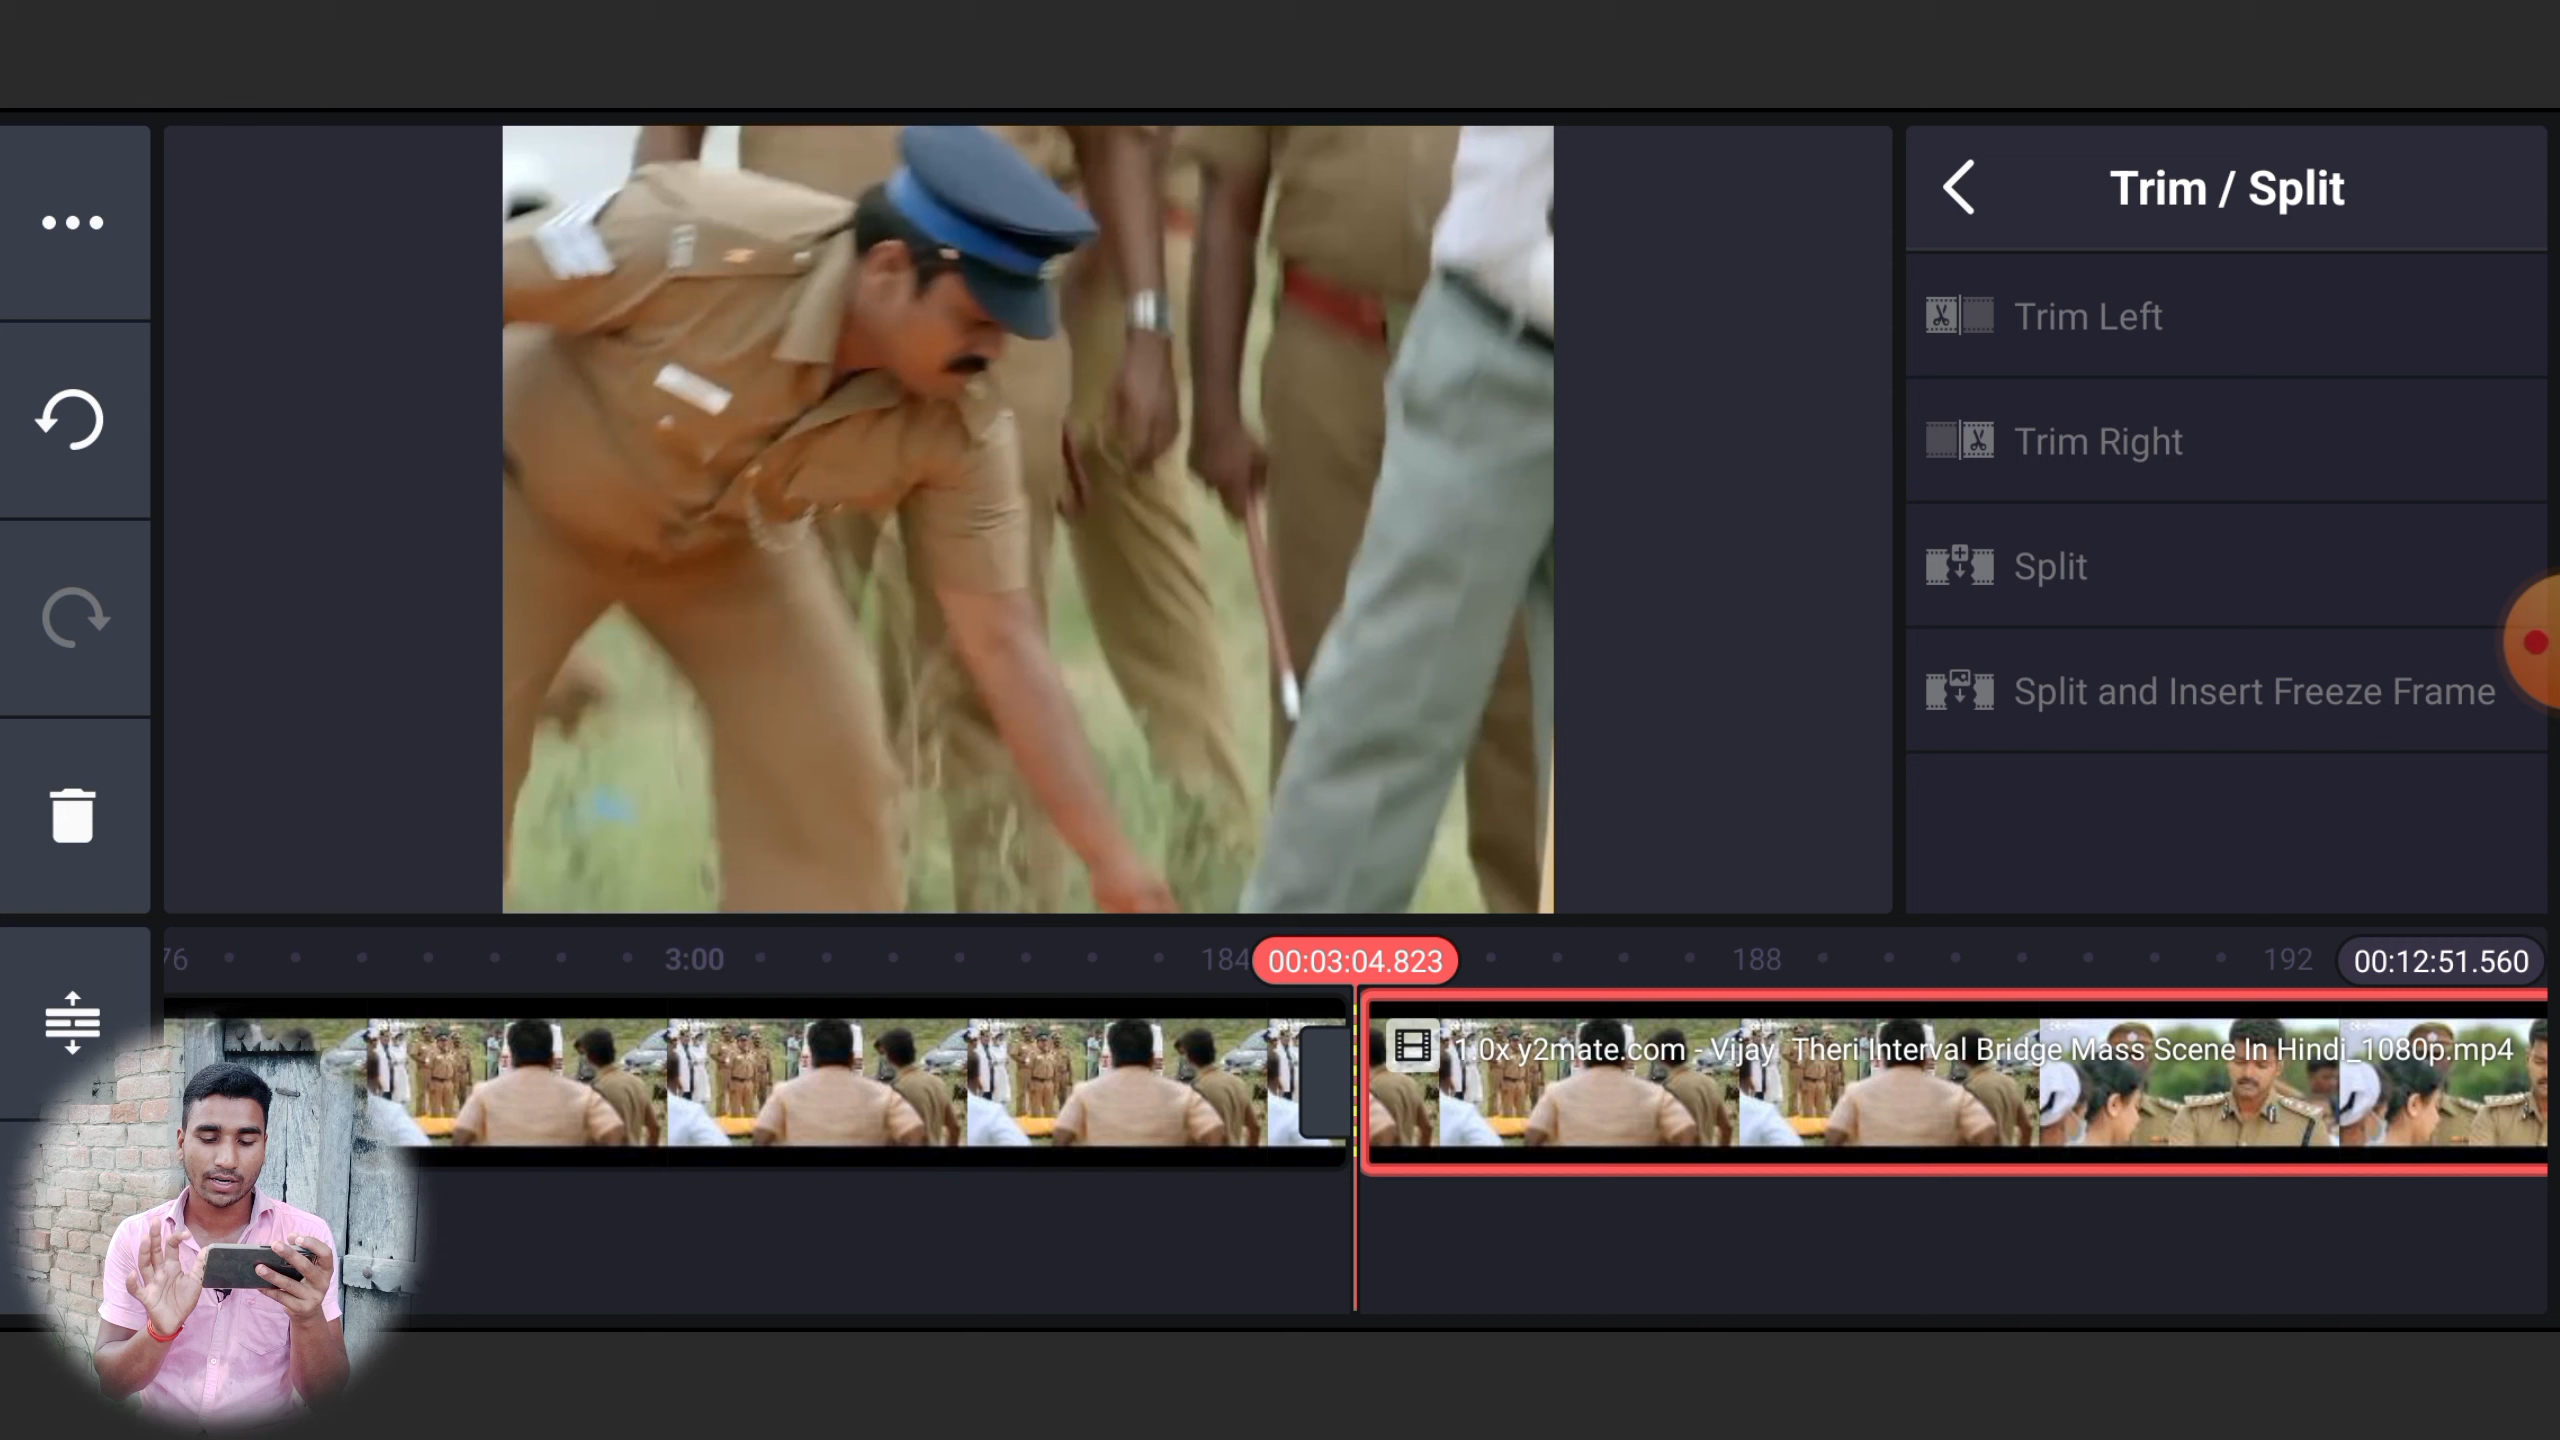 Trim / Split
Trim Left
Trim Right
Split
Split and Insert Freeze Frame
76
3:00
184
00:03:04.823
188
192
00:12:51.560
1.0x y2mate.com - Vijay Theri Interval Bridge Mass Scene In Hindi_1080p.mp4